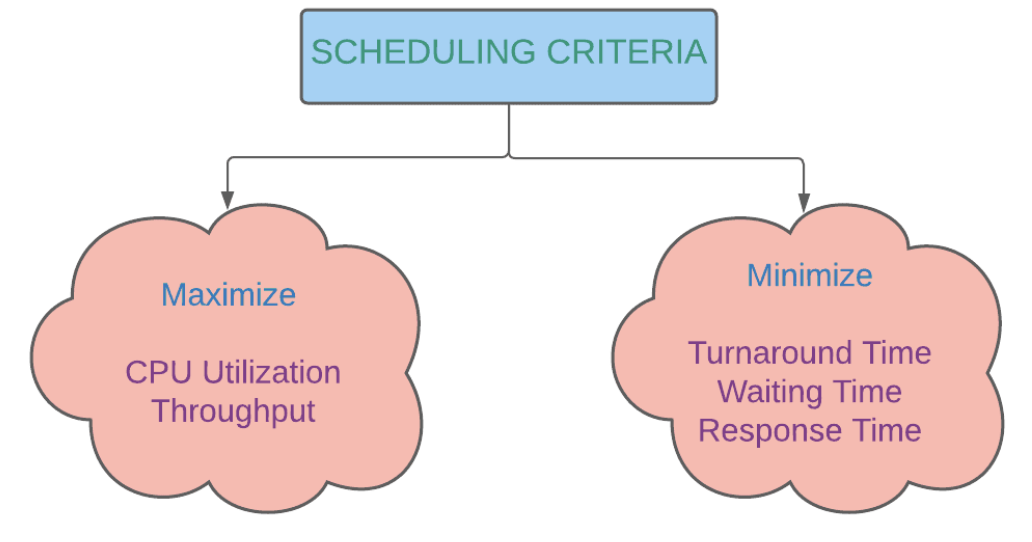 SCHEDULING CRITERIA
Maximize
CPU Utilization
Throughput
Minimize
Turnaround Time
Waiting Time
Response Time